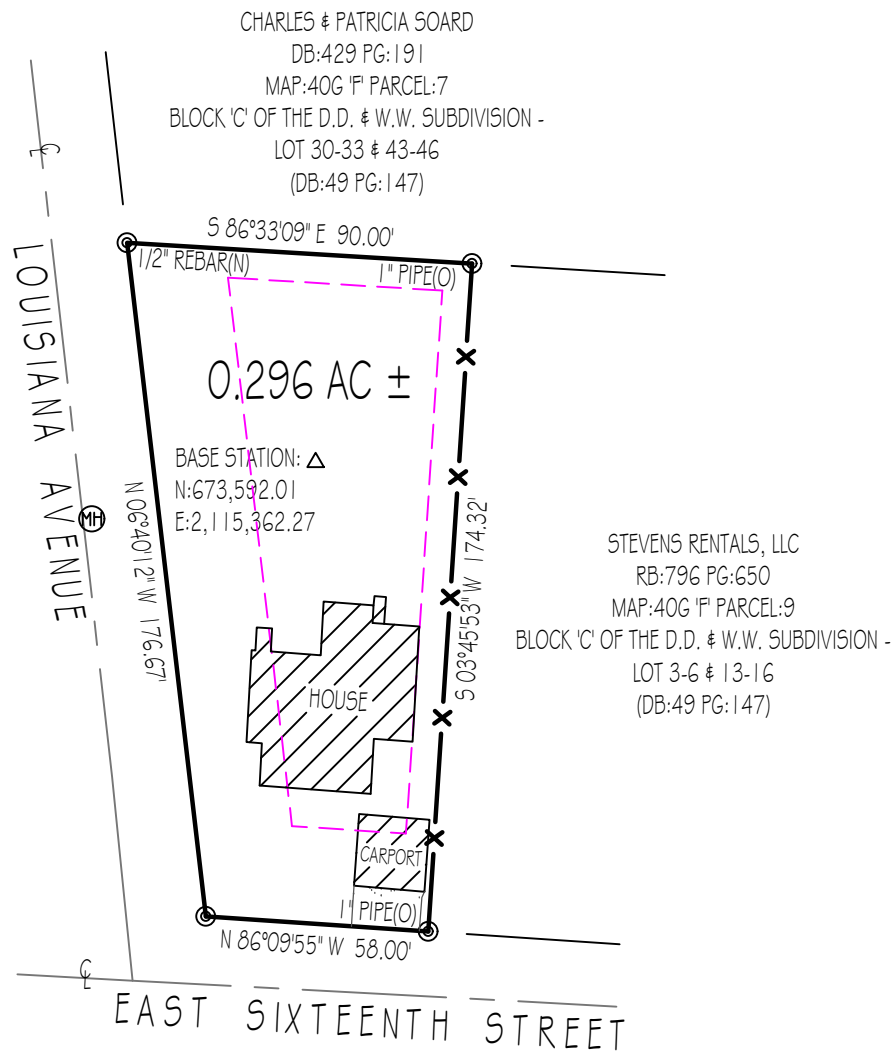 CHARLES & PATRICIA SOARD
DB:429 PG:191
MAP:40G 'F' PARCEL:7
BLOCK 'C' OF THE D.D. & W.W. SUBDIVISION -
LOT 30-33 & 43-46
(DB:49 PG:147)
S 86°33'09" E 90.00'
1/2" REBAR(N)
1" PIPE(O)
LOUISIANA AVENUE
0.296 AC ±
BASE STATION:
N:673,592.01
E:2,115,362.27
MH
N 06°40'12" W 176.67'
S 03°45'53" W 174.32'
STEVENS RENTALS, LLC
RB:796 PG:650
MAP:40G 'F' PARCEL:9
BLOCK 'C' OF THE D.D. & W.W. SUBDIVISION -
LOT 3-6 & 13-16
(DB:49 PG:147)
HOUSE
CARPORT
1" PIPE(O)
N 86°09'55" W 58.00'
EAST SIXTEENTH STREET